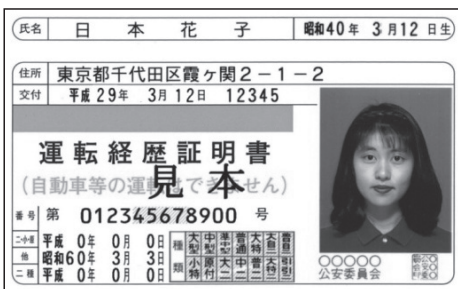 氏名 日本花子 昭和40年 3月12日生
住所 東京都千代田区霞ヶ関2－1－2
交付 平成29年 3月12日 12345
運転経歴証明書
見本
(自動車等の運転はできません)
番号 第 012345678900 号
二・小・原 平成 0年 0月 0日
他 昭和60年 3月 3日
二種 平成 0年 0月 0日
種類 大型 中型 準中型 普通 大特 大自二 普自二
小特 原付 大二 中二 普二 大特二 引引二
○○○○○
公安委員会